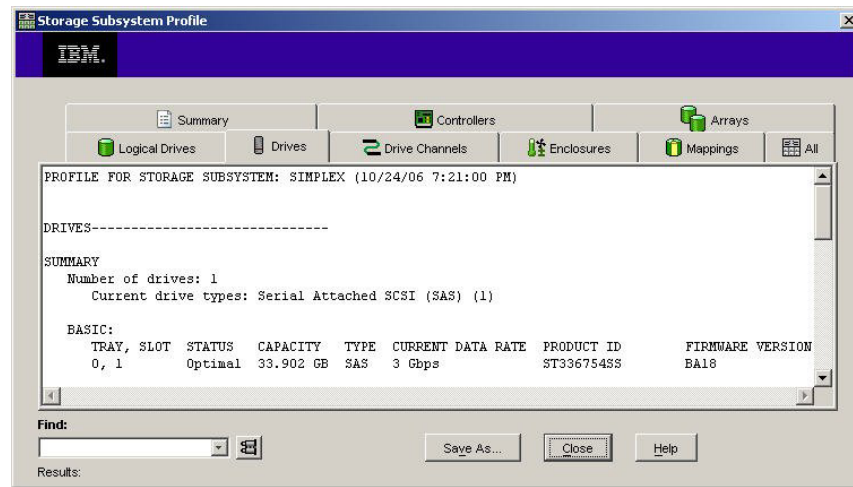 Storage Subsystem Profile
IBM.
Summary
Controllers
Arrays
Logical Drives
Drives
Drive Channels
Enclosures
Mappings
All
PROFILE FOR STORAGE SUBSYSTEM: SIMPLEX (10/24/06 7:21:00 PM)
DRIVES------------------------------
SUMMARY
Number of drives: 1
Current drive types: Serial Attached SCSI (SAS) (1)
BASIC:
TRAY, SLOT STATUS CAPACITY TYPE CURRENT DATA RATE PRODUCT ID FIRMWARE VERSION
0, 1 Optimal 33.902 GB SAS 3 Gbps ST336754SS BA18
Find:
Save As...
Close
Help
Results: